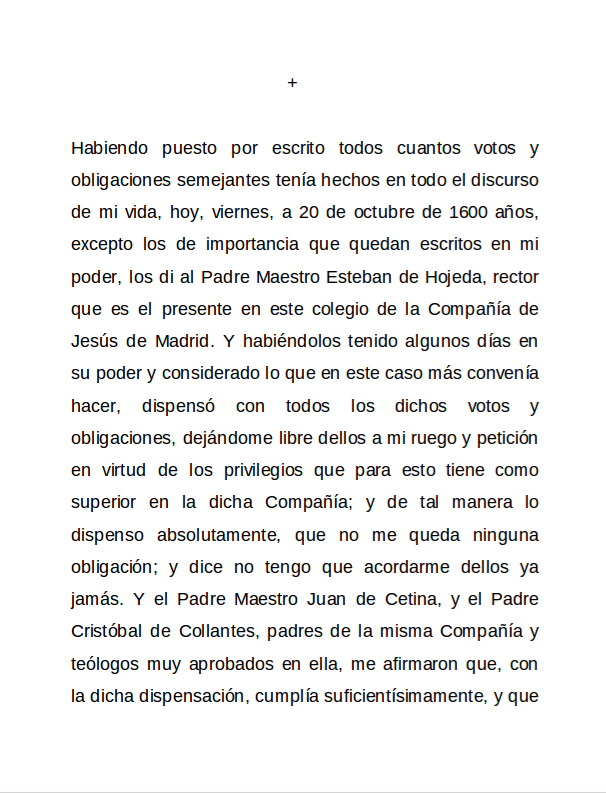 +
Habiendo puesto por escrito todos cuantos votos y
obligaciones semejantes tenía hechos en todo el discurso
de mi vida, hoy, viernes, a 20 de octubre de 1600 años,
excepto los de importancia que quedan escritos en mi
poder, los di al Padre Maestro Esteban de Hojeda, rector
que es el presente en este colegio de la Compañía de
Jesús de Madrid. Y habiéndolos tenido algunos días en
su poder y considerado lo que en este caso más convenía
hacer, dispensó con todos los dichos votos y
obligaciones, dejándome libre dellos a mi ruego y petición
en virtud de los privilegios que para esto tiene como
superior en la dicha Compañía; y de tal manera lo
dispenso absolutamente, que no me queda ninguna
obligación; y dice no tengo que acordarme dellos ya
jamás. Y el Padre Maestro Juan de Cetina, y el Padre
Cristóbal de Collantes, padres de la misma Compañía y
teólogos muy aprobados en ella, me afirmaron que, con
la dicha dispensación, cumplía suficientísimamente, y que